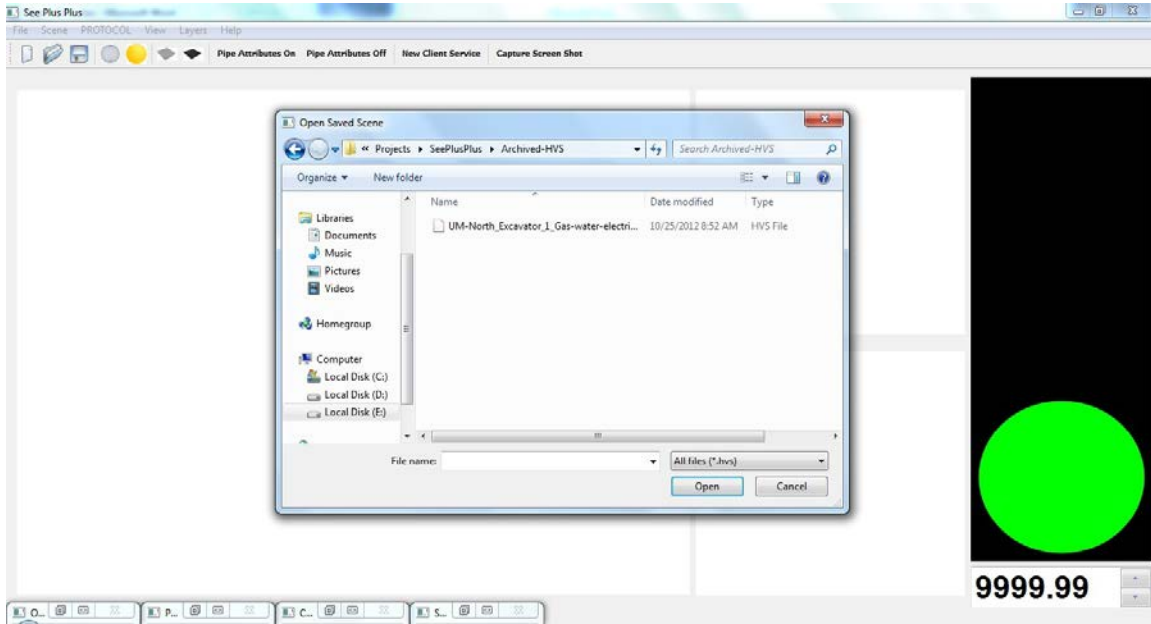 See Plus Plus
File Scene PROTOCOL View Layers Help
Pipe Attributes On Pipe Attributes Off New Client Service Capture Screen Shot
Open Saved Scene
« Projects ▸ SeePlusPlus ▸ Archived-HVS Search Archived-HVS
Organize New folder
Name Date modified Type
Libraries
UM-North_Excavator_1_Gas-water-electri... 10/25/2012 8:52 AM HVS File
Documents
Music
Pictures
Videos
Homegroup
Computer
Local Disk (C:)
Local Disk (D:)
Local Disk (E:)
File name: All files (*.hvs)
Open Cancel
9999.99
O... P... C... S...